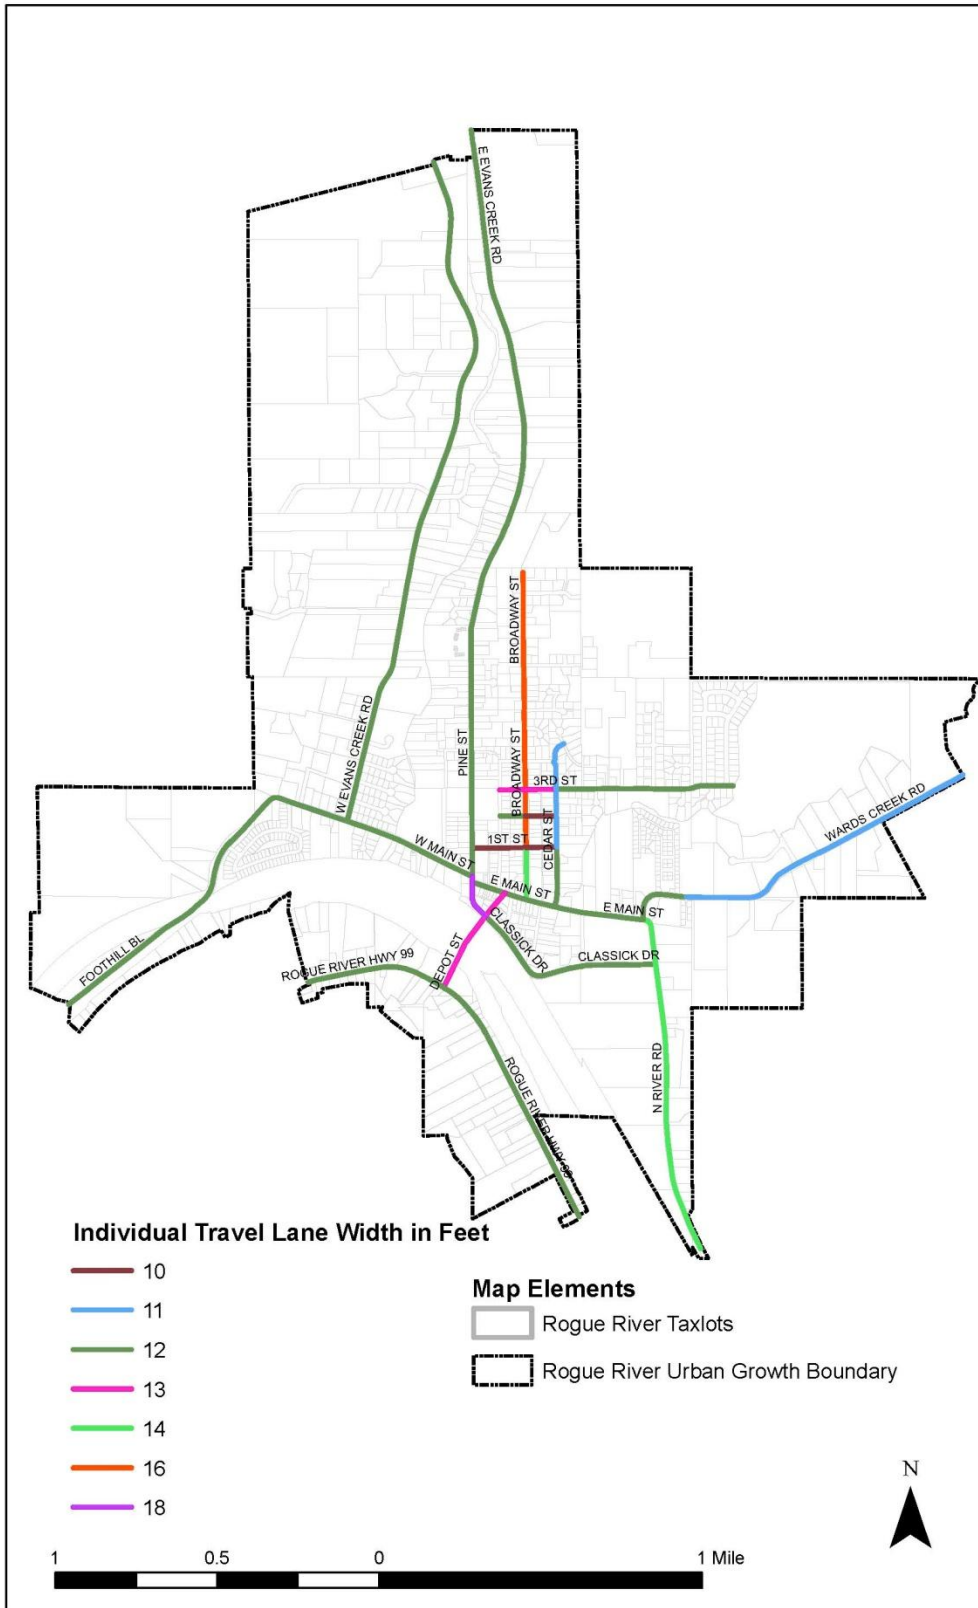 E EVANS CREEK RD
BROADWAY ST
W EVANS CREEK RD
PINE ST
BROADWAY ST
3RD ST
WARDS CREEK RD
CEDAR ST
1ST ST
W MAIN ST
E MAIN ST
E MAIN ST
CLASSICK DR
CLASSICK DR
FOOTHILL BL
ROGUE RIVER HWY 99
DEPOT ST
N RIVER RD
ROGUE RIVER HWY 99
Individual Travel Lane Width in Feet
10
11
12
13
14
16
18
Map Elements
Rogue River Taxlots
Rogue River Urban Growth Boundary
N
1 0.5 0 1 Mile